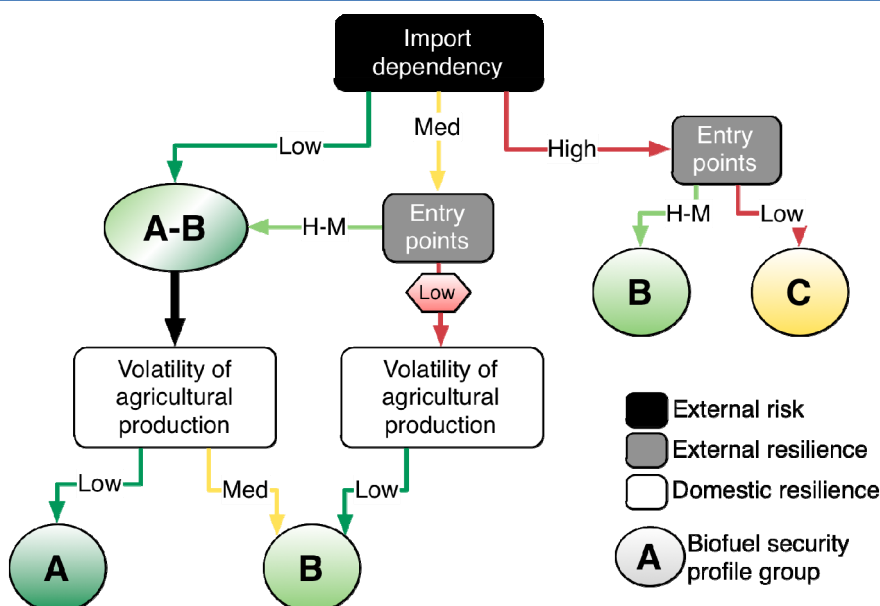 Import
dependency
Low
Med
High
Entry
points
A-B
H-M
Entry
points
H-M
Low
Low
B
C
Volatility of
agricultural
production
Volatility of
agricultural
production
External risk
External resilience
Domestic resilience
Low
Med
Low
A
B
A
Biofuel security
profile group